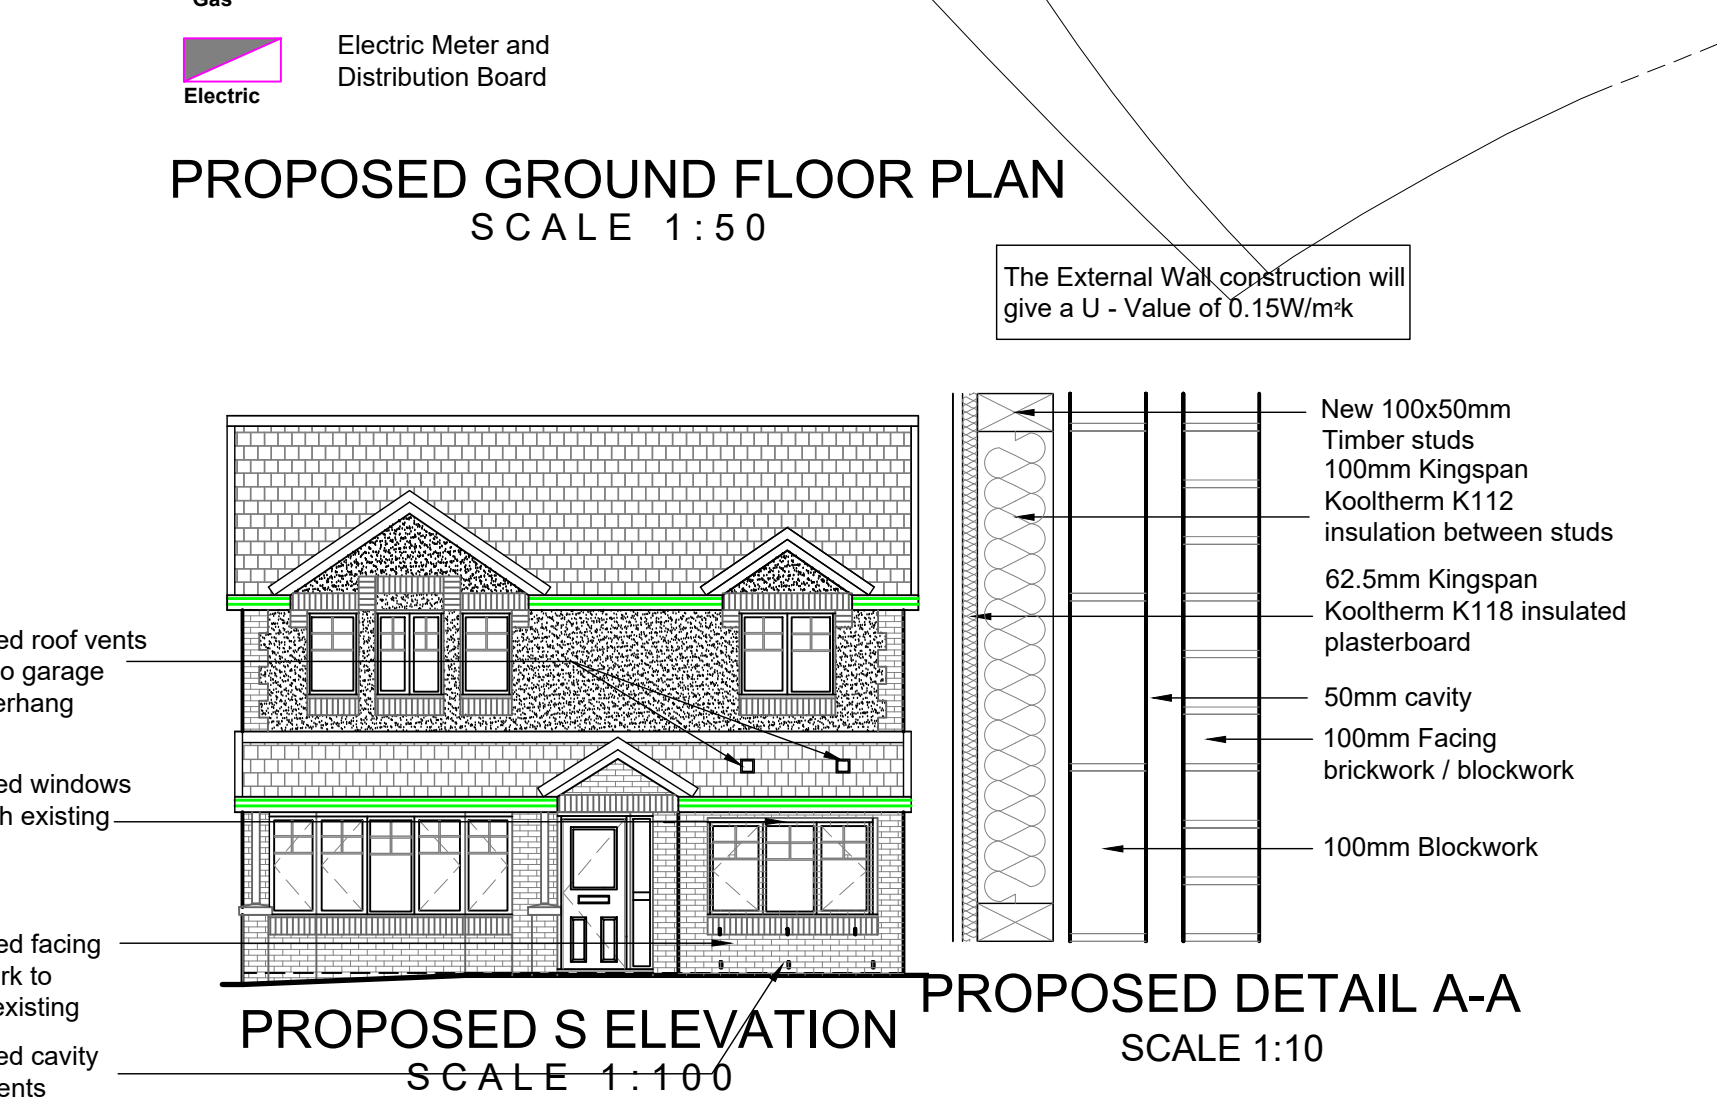 Gas
Electric Meter and
Distribution Board
Electric
PROPOSED GROUND FLOOR PLAN
SCALE 1:50
The External Wall construction will
give a U - Value of 0.15W/m²k
New 100x50mm
Timber studs
100mm Kingspan
Kooltherm K112
insulation between studs
62.5mm Kingspan
Kooltherm K118 insulated
plasterboard
50mm cavity
100mm Facing
brickwork / blockwork
100mm Blockwork
ed roof vents
o garage
erhang
ed windows
h existing
ed facing
rk to
existing
ed cavity
ents
PROPOSED S ELEVATION
SCALE 1:100
PROPOSED DETAIL A-A
SCALE 1:10